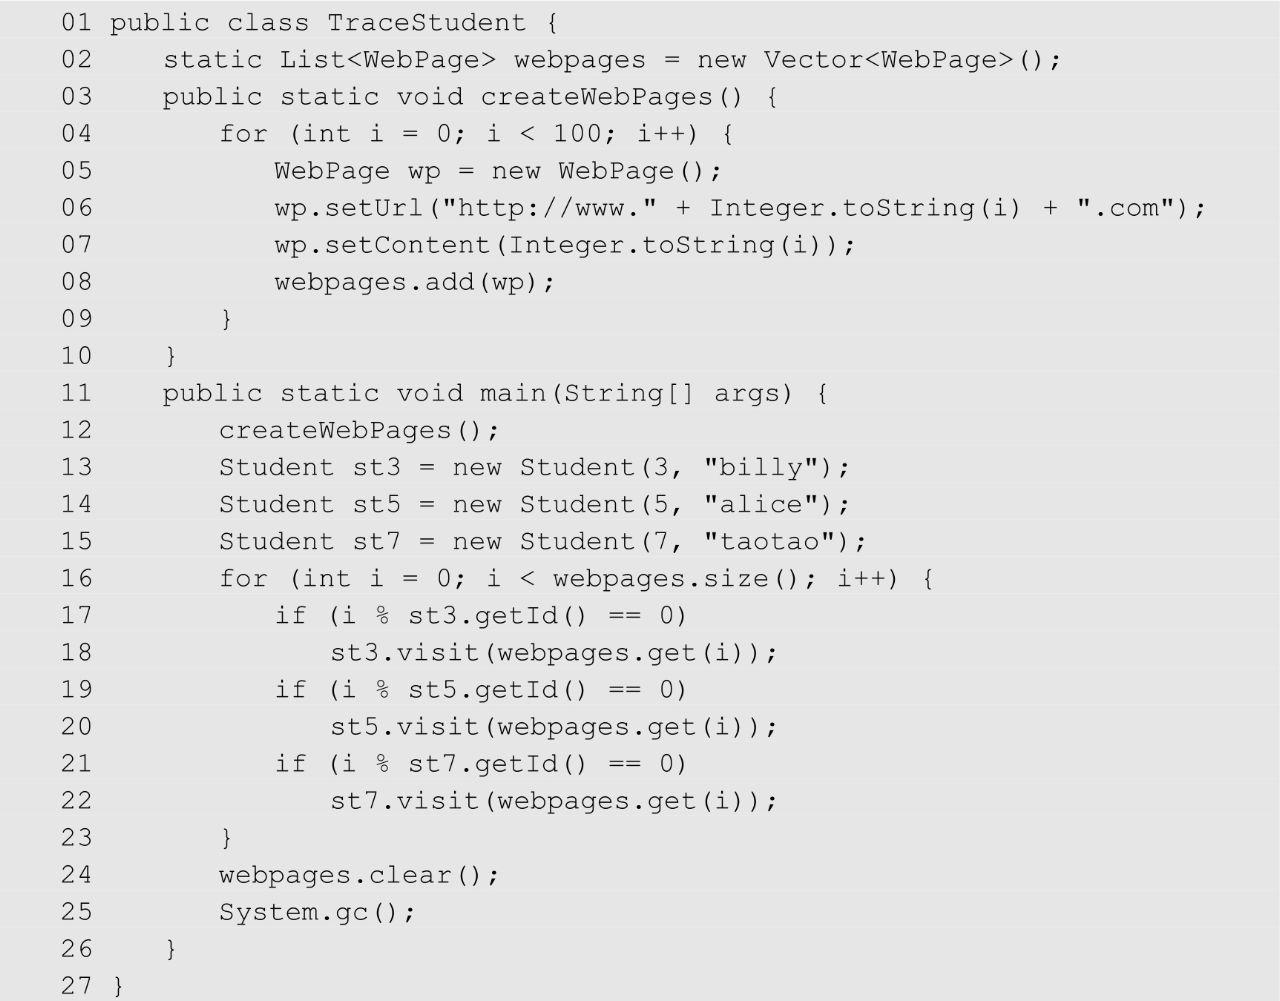 01 public class TraceStudent {
02     static List<WebPage> webpages = new Vector<WebPage>();
03     public static void createWebPages() {
04         for (int i = 0; i < 100; i++) {
05             WebPage wp = new WebPage();
06             wp.setUrl("http://www." + Integer.toString(i) + ".com");
07             wp.setContent(Integer.toString(i));
08             webpages.add(wp);
09         }
10     }
11     public static void main(String[] args) {
12         createWebPages();
13         Student st3 = new Student(3, "billy");
14         Student st5 = new Student(5, "alice");
15         Student st7 = new Student(7, "taotao");
16         for (int i = 0; i < webpages.size(); i++) {
17             if (i % st3.getId() == 0)
18                 st3.visit(webpages.get(i));
19             if (i % st5.getId() == 0)
20                 st5.visit(webpages.get(i));
21             if (i % st7.getId() == 0)
22                 st7.visit(webpages.get(i));
23         }
24         webpages.clear();
25         System.gc();
26     }
27 }